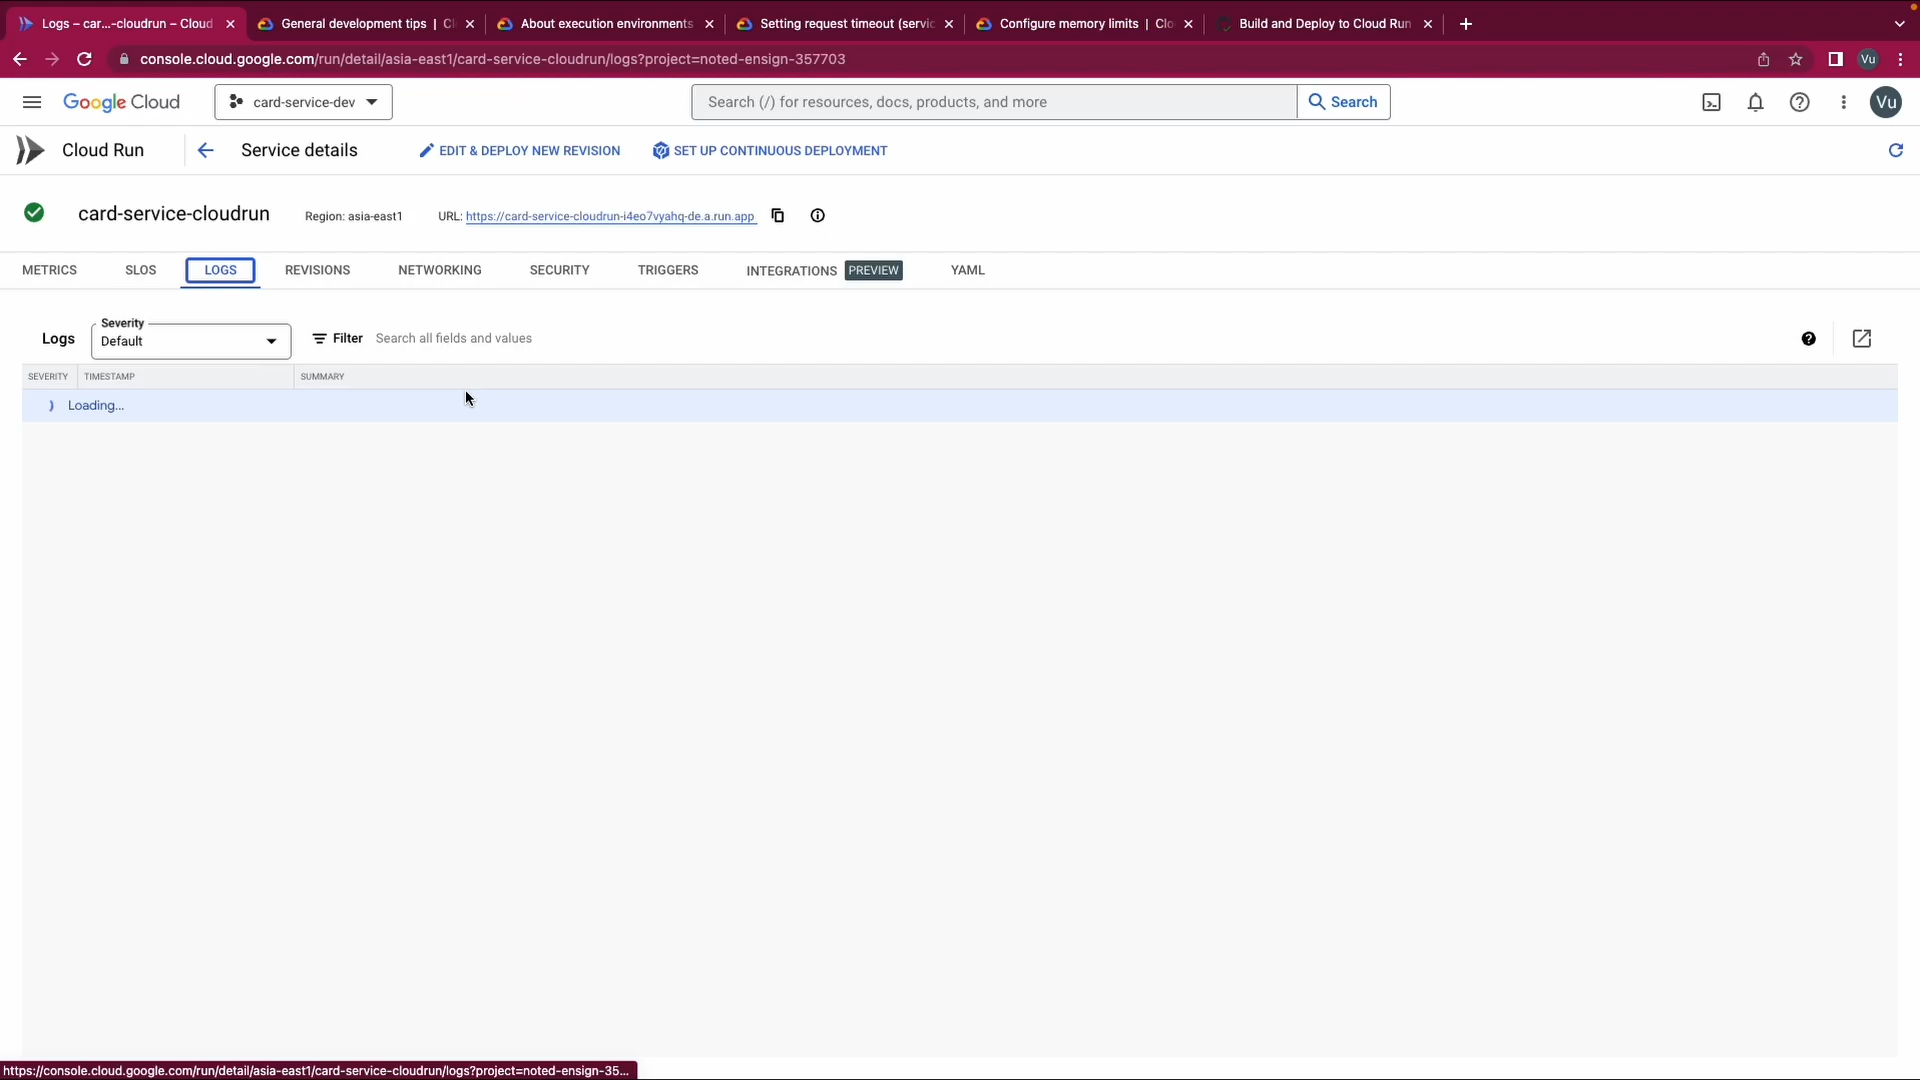 Logs – car...-cloudrun – Cloud
General development tips | Cl
About execution environments
Setting request timeout (servic
Configure memory limits | Clo
Build and Deploy to Cloud Run
console.cloud.google.com/run/detail/asia-east1/card-service-cloudrun/logs?project=noted-ensign-357703
Vu
Google Cloud
card-service-dev
Search (/) for resources, docs, products, and more
Search
Vu
Cloud Run
Service details
EDIT & DEPLOY NEW REVISION
SET UP CONTINUOUS DEPLOYMENT
card-service-cloudrun
Region: asia-east1
URL: https://card-service-cloudrun-i4eo7vyahq-de.a.run.app
METRICS
SLOS
LOGS
REVISIONS
NETWORKING
SECURITY
TRIGGERS
INTEGRATIONS PREVIEW
YAML
Logs
Severity
Default
Filter
Search all fields and values
SEVERITY
TIMESTAMP
SUMMARY
Loading...
https://console.cloud.google.com/run/detail/asia-east1/card-service-cloudrun/logs?project=noted-ensign-35...